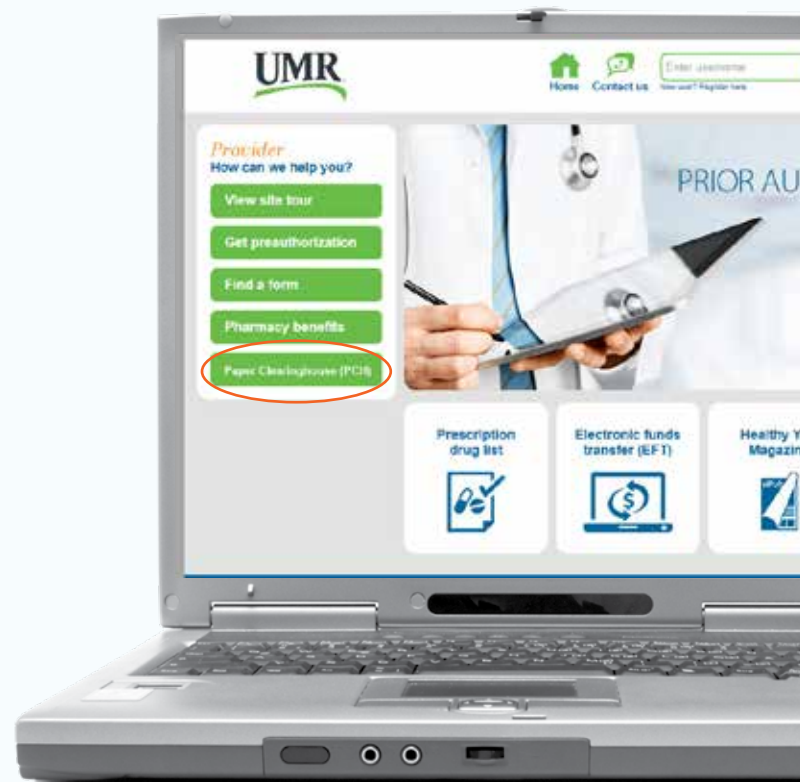 UMR
Home
Contact us
Enter username
New user? Register here
Provider
How can we help you?
View site tour
Get preauthorization
Find a form
Pharmacy benefits
Paper Clearinghouse (PCH)
PRIOR AU
Prescription
drug list
Electronic funds
transfer (EFT)
Healthy Y
Magazin